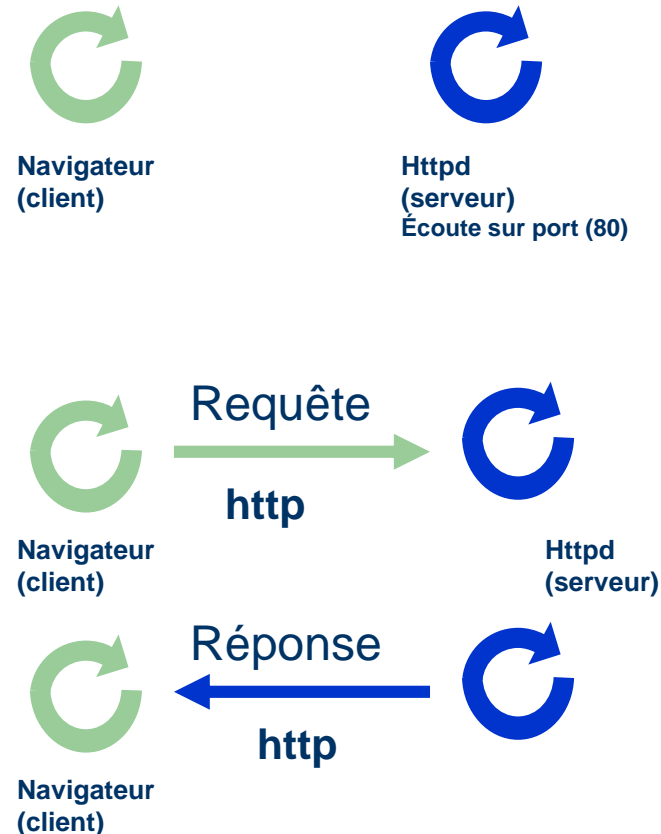 Navigateur
(client)
Httpd
(serveur)
Écoute sur port (80)
Requête
http
Navigateur
(client)
Httpd
(serveur)
Réponse
http
Navigateur
(client)